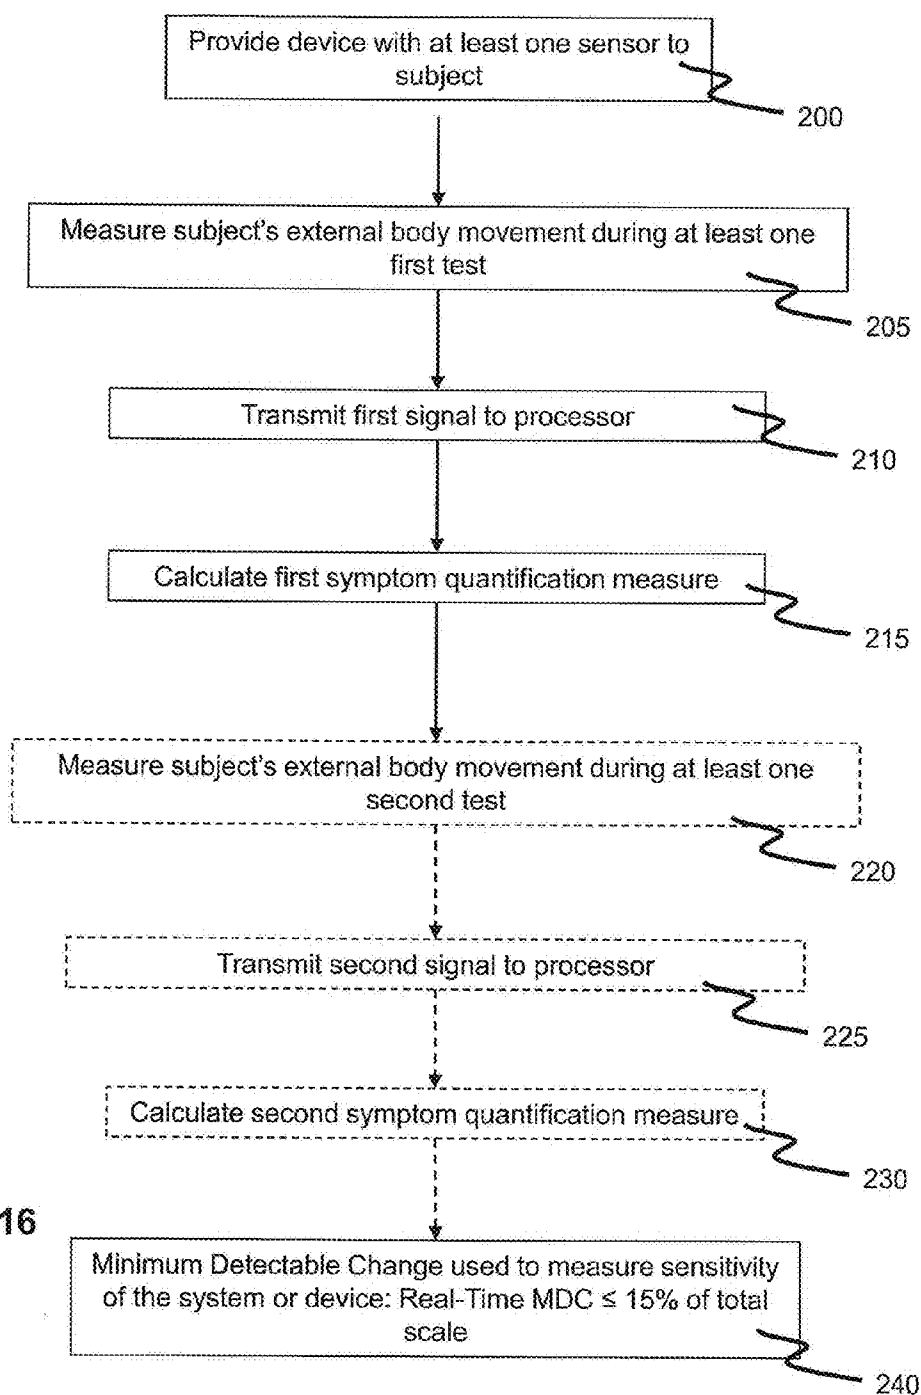 Provide device with at least one sensor to
subject
200
Measure subject's external body movement during at least one
first test
205
Transmit first signal to processor
210
Calculate first symptom quantification measure
215
Measure subject's external body movement during at least one
second test
220
Transmit second signal to processor
225
Calculate second symptom quantification measure
230
16
Minimum Detectable Change used to measure sensitivity
of the system or device: Real-Time MDC ≤ 15% of total
scale
240